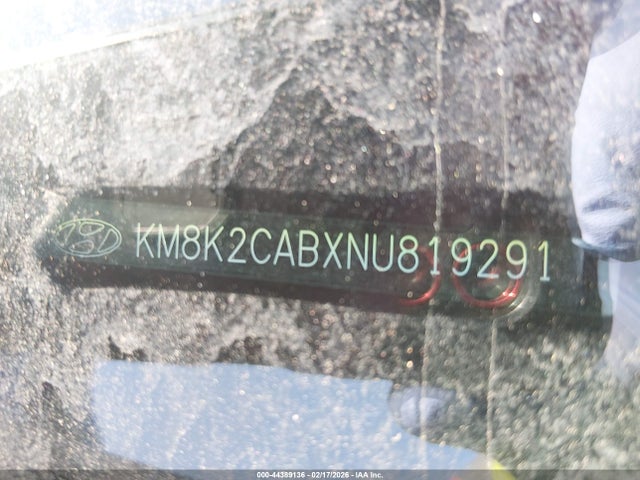 KM8K2CABXNU819291
000-44389136 - 02/17/2026 - IAA Inc.